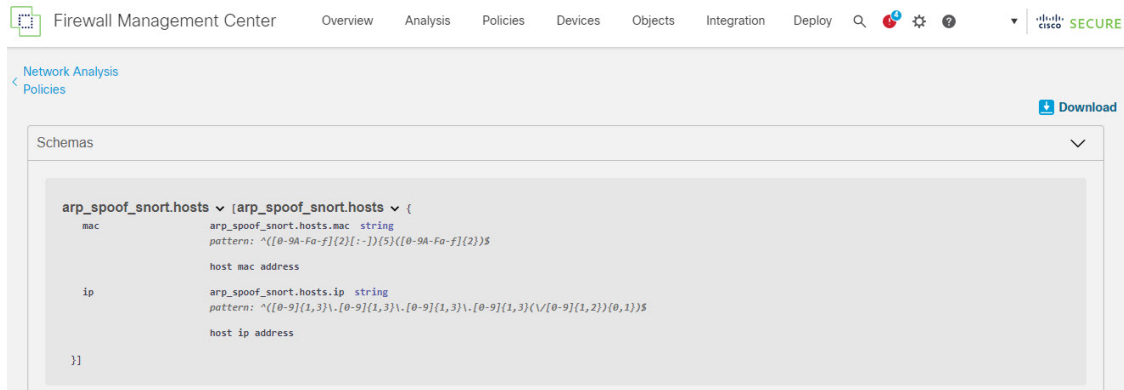 Firewall Management Center Overview Analysis Policies Devices Objects Integration Deploy 4 cisco SECURE
Network Analysis
Policies
Download
Schemas
arp_spoof_snort.hosts [arp_spoof_snort.hosts {
mac arp_spoof_snort.hosts.mac string
pattern: ^([0-9A-Fa-f]{2}[:-]){5}([0-9A-Fa-f]{2})$
host mac address
ip arp_spoof_snort.hosts.ip string
pattern: ^([0-9]{1,3}\.[0-9]{1,3}\.[0-9]{1,3}\.[0-9]{1,3}(\/[0-9]{1,2}){0,1})$
host ip address
}]